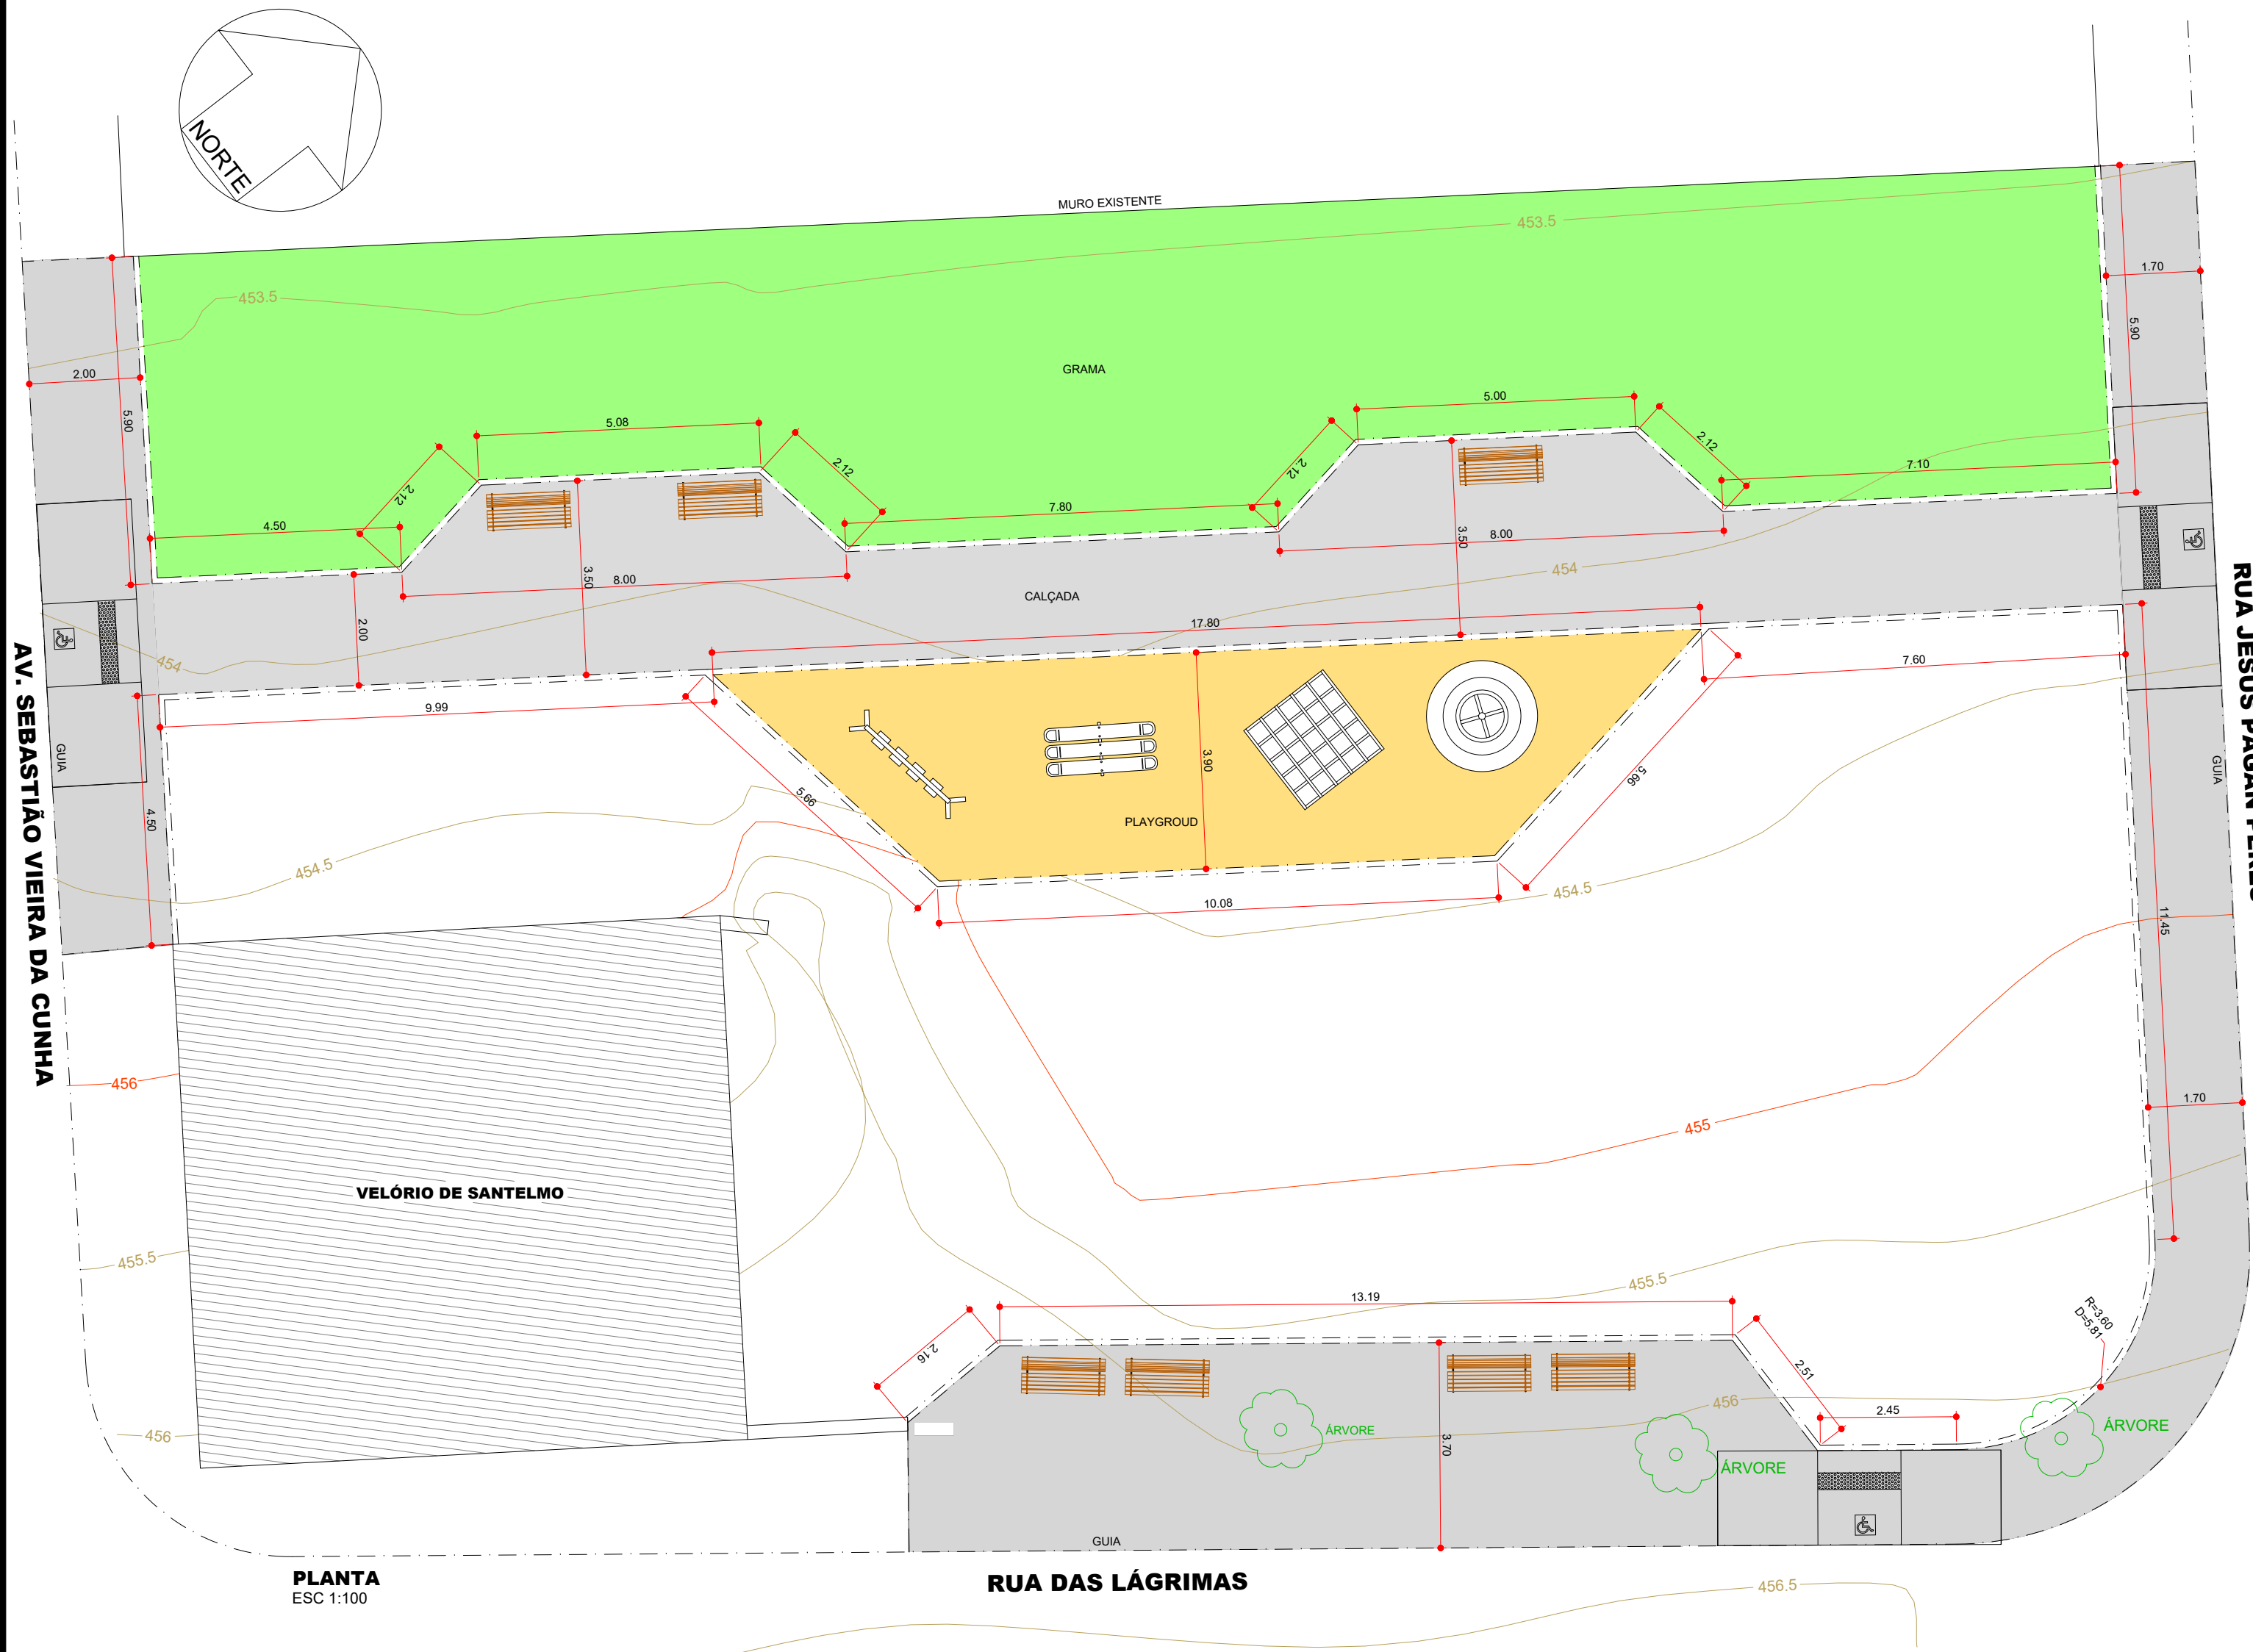 NORTE
MURO EXISTENTE
453.5
453.5
1.70
5.90
2.00
5.90
GRAMA
5.08
5.00
2.12
2.12
2.12
2.12
4.50
7.80
7.10
8.00
3.50
3.50
8.00
2.00
CALÇADA
454
454
17.80
7.60
9.99
3.90
5.66
5.66
PLAYGROUD
10.08
GUIA
4.50
454.5
454.5
GUIA
11.45
AV. SEBASTIÃO VIEIRA DA CUNHA
456
455
1.70
VELÓRIO DE SANTELMO
455.5
455.5
13.19
R=3.60
D=5.81
2.16
2.51
456
2.45
456
ÁRVORE
ÁRVORE
ÁRVORE
3.70
GUIA
PLANTA
ESC 1:100
RUA DAS LÁGRIMAS
456.5